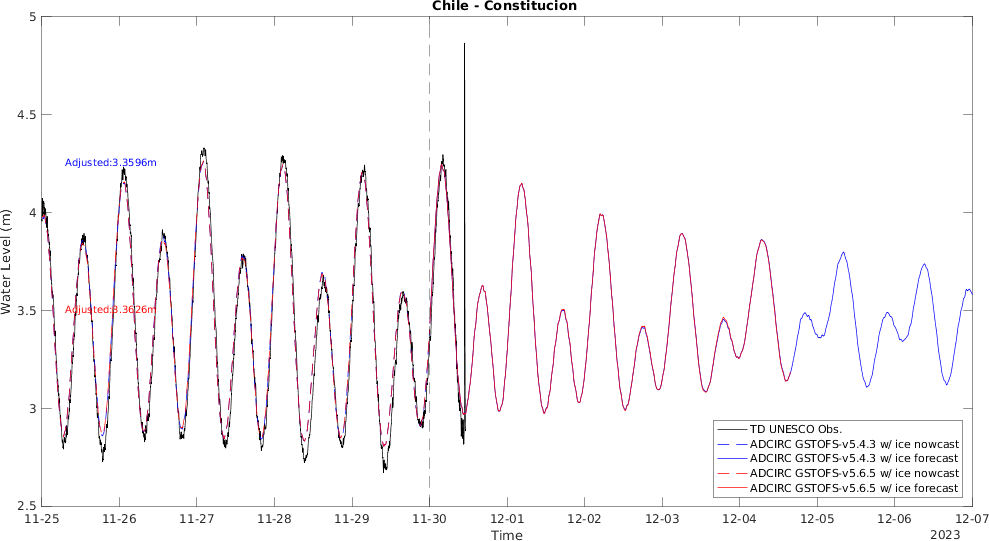 Chile - Constitucion
5
4.5
4
3.5
3
2.5
Water Level (m)
Adjusted:3.3596m
Adjusted:3.3626m
TD UNESCO Obs.
ADCIRC GSTOFS-v5.4.3 w/ ice nowcast
ADCIRC GSTOFS-v5.4.3 w/ ice forecast
ADCIRC GSTOFS-v5.6.5 w/ ice nowcast
ADCIRC GSTOFS-v5.6.5 w/ ice forecast
11-25 11-26 11-27 11-28 11-29 11-30 12-01 12-02 12-03 12-04 12-05 12-06 12-07
Time
2023